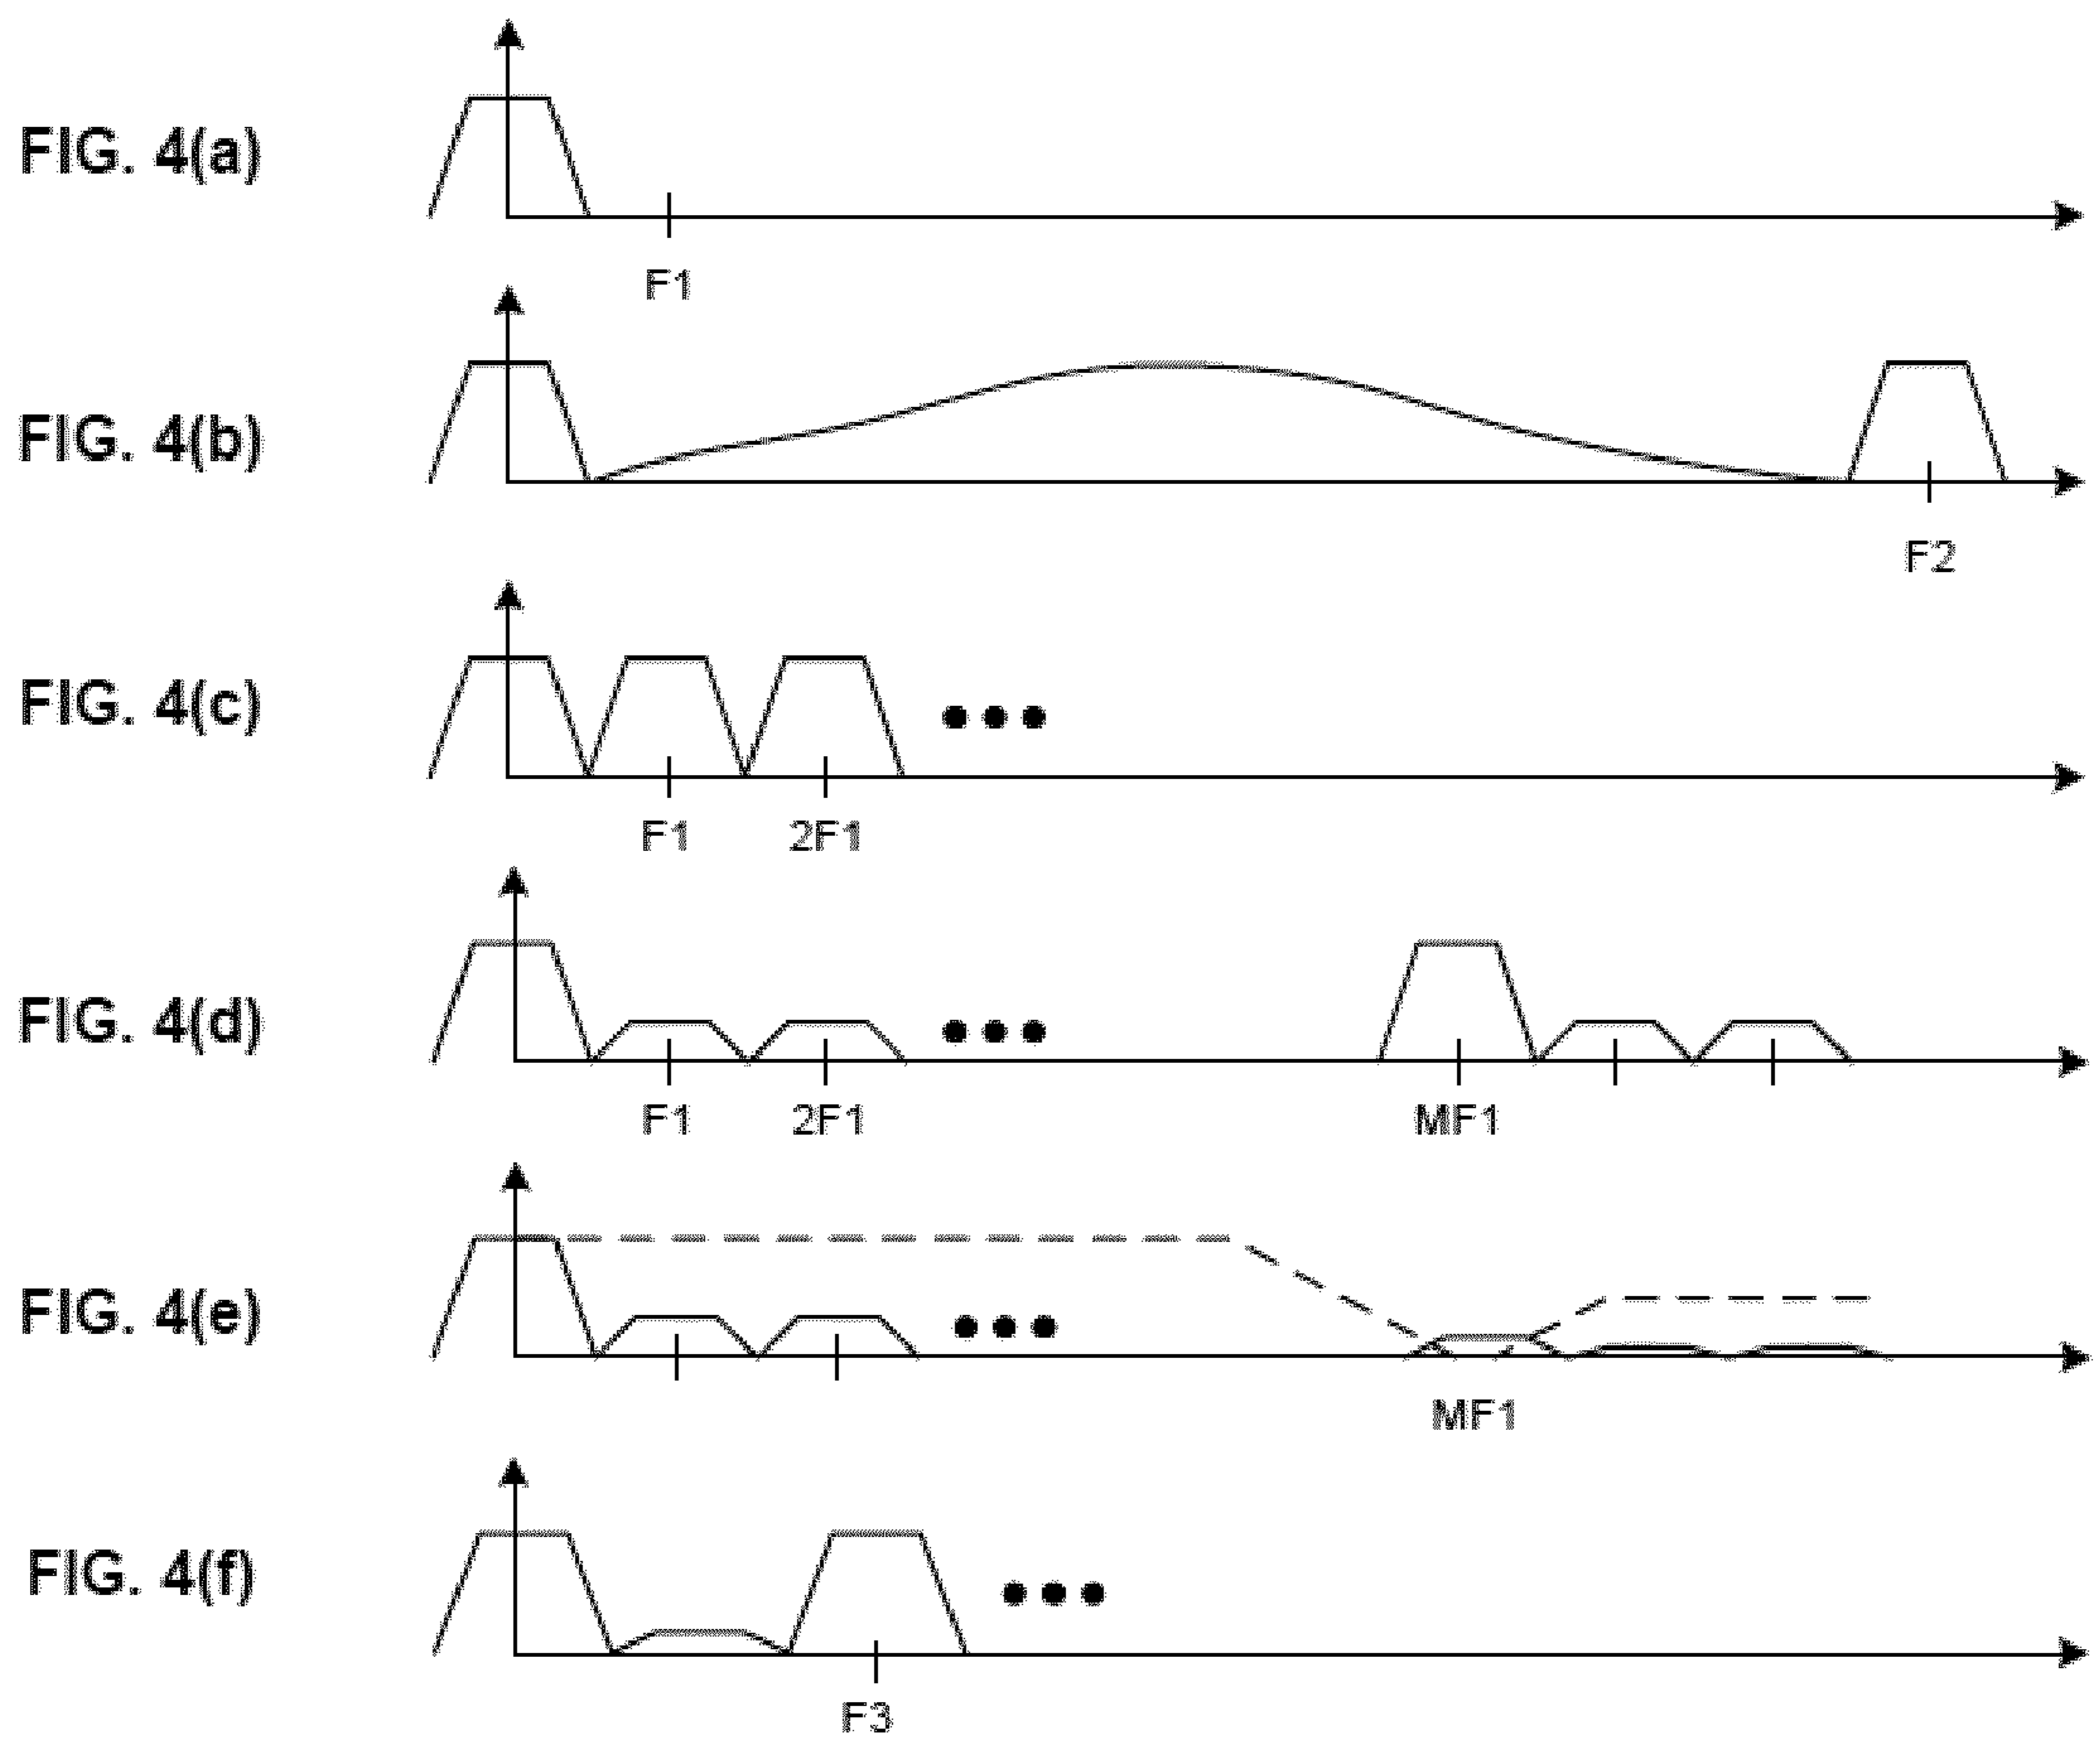 FIG. 4(a)
F1
FIG. 4(b)
F2
FIG. 4(c)
F1 2F1
FIG. 4(d)
F1 2F1 MF1
FIG. 4(e)
MF1
FIG. 4(f)
F3